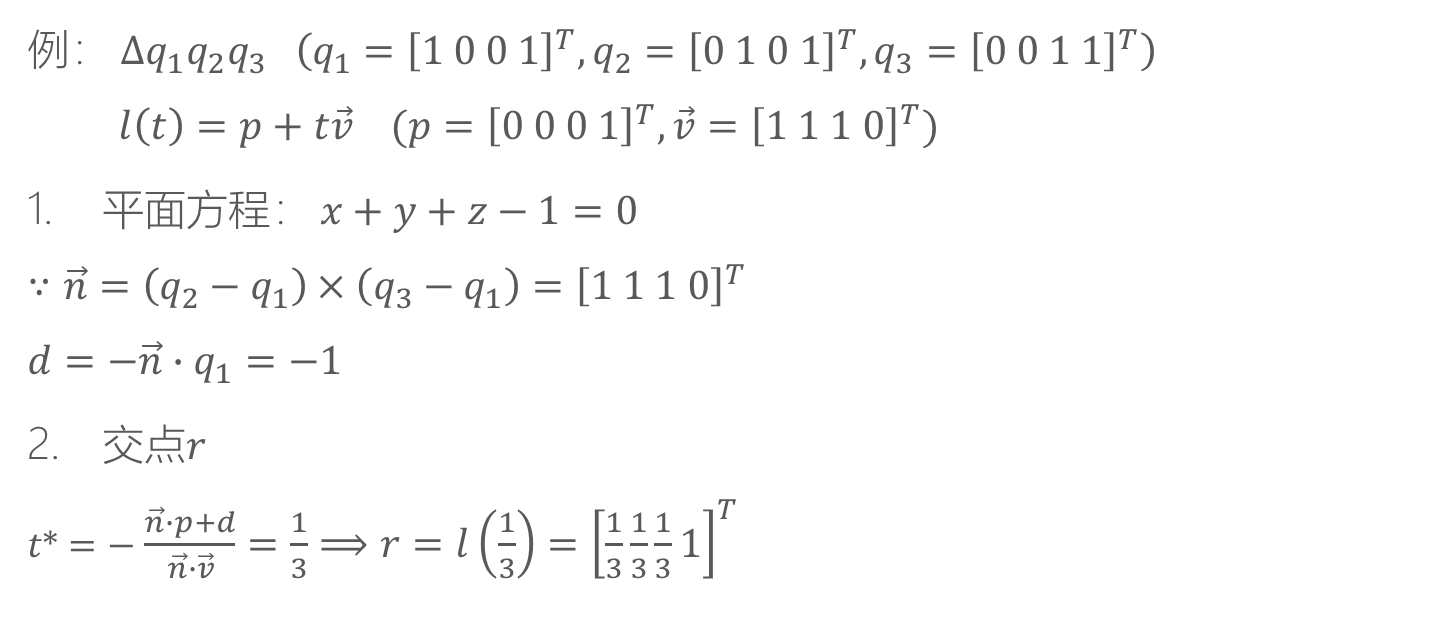 例： Δq₁q₂q₃ (q₁ = [1 0 0 1]ᵀ, q₂ = [0 1 0 1]ᵀ, q₃ = [0 0 1 1]ᵀ)
l(t) = p + tv⃗ (p = [0 0 0 1]ᵀ, v⃗ = [1 1 1 0]ᵀ)
1. 平面方程： x + y + z − 1 = 0
∵ n⃗ = (q₂ − q₁) × (q₃ − q₁) = [1 1 1 0]ᵀ
d = −n⃗ · q₁ = −1
2. 交点r
t* = − (n⃗·p+d)/(n⃗·v⃗) = 1/3 ⟹ r = l(1/3) = [1/3 1/3 1/3 1]ᵀ